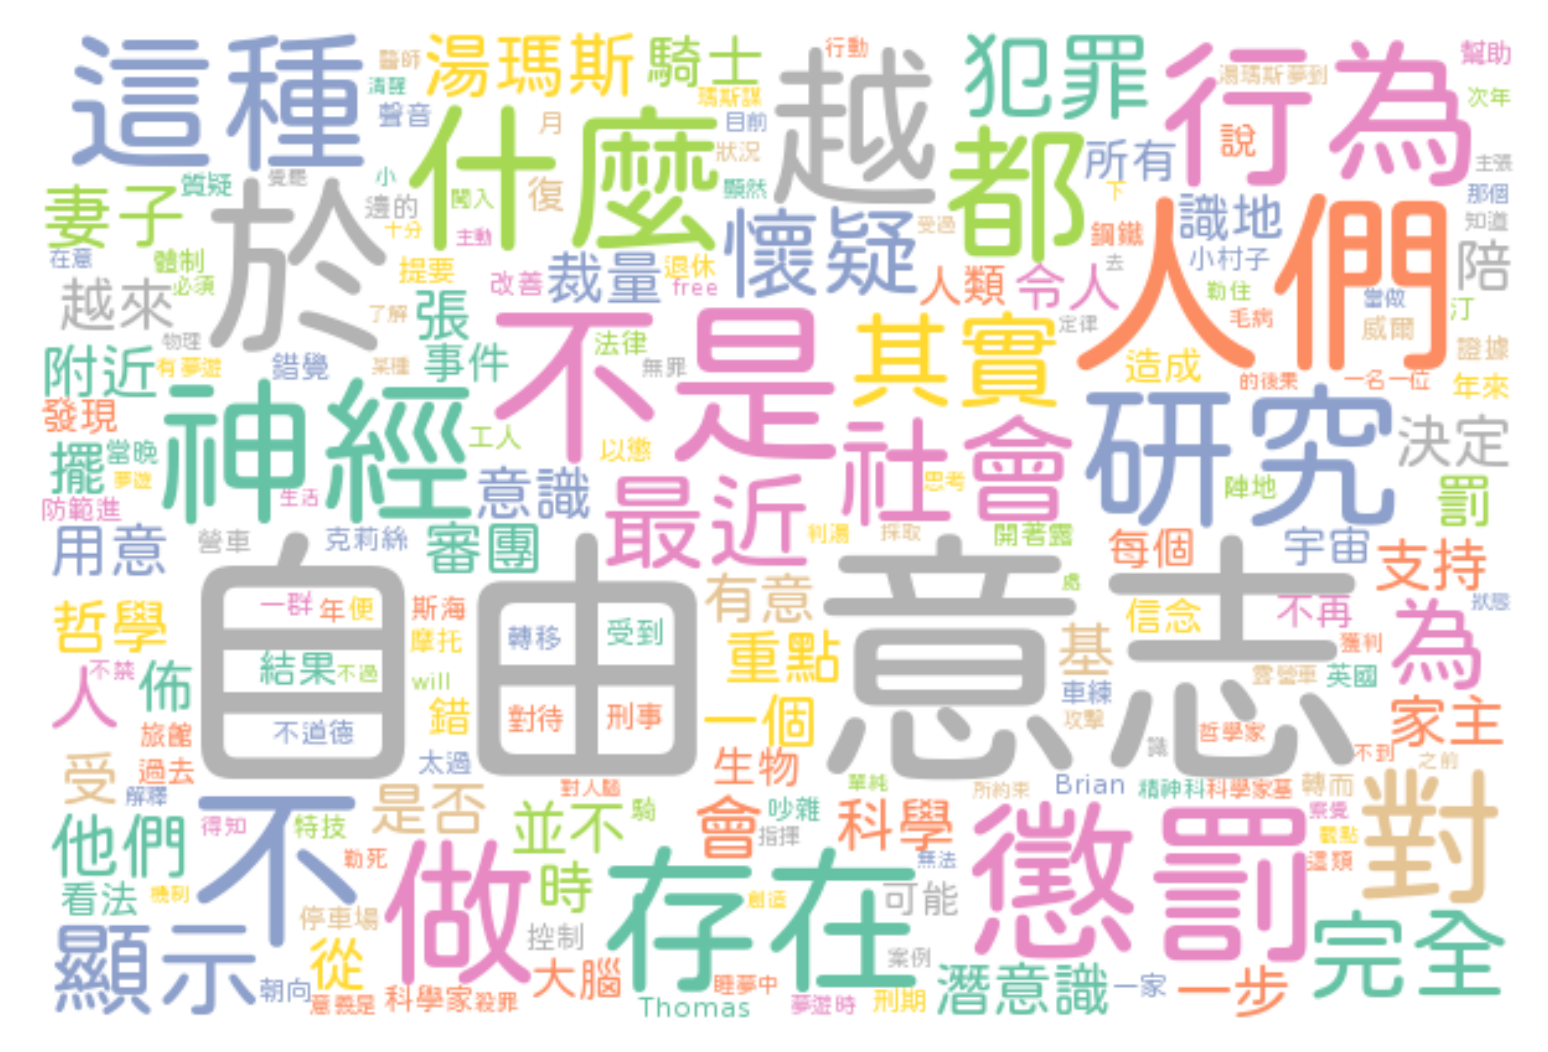 這種
醫師
清醒
聲音
湯瑪斯
騎士
瑪斯謀
行動
越
犯罪
行為
湯瑪斯夢到
幫助
次年
說
主張
月
目前
狀況
什麼
都
所有
下
那個
知道
妻子
質疑
小
邊的
闖入
復
顯然
於
十分
主動
懷疑
受過
人們
識地
鋼鐵
小村子
陪
在意
體制
必須
提要
改善
裁量
退休
free
人類
令人
去
勒住
當做
毛病
威爾
汀
越來
物理
了解
張
不是
法律
無罪
其實
定律
造成
證據
附近
有夢遊
錯覺
某種
事件
的後果
一名一位
年來
發現
神經
工人
以懲
社會
研究
決定
擺
當晚
夢遊
生活
意識
最近
思考
陣地
罰
防範進
用意
營車
克莉絲
審團
利湯
採取
開著露
每個
宇宙
支持
自由意志
哲學
一群
年
便
斯海
摩托
轉移
受到
有意
處
信念
不再
狀態
為
人
不禁
佈
結果
不過
will
重點
基
車練
獲利
露營車
英國
旅館
不道德
錯
對待
刑事
一個
攻擊
識
哲學家
不到
家主
受
過去
解釋
太過
生物
對人腦
單純
所約束
Brian
精神科
科學家基
轉而
之前
不
是否
並不
騎
會
吵雜
指揮
科學
懲罰
察覺
觀點
這類
對
他們
得知
特技
勒死
做
時
存在
無法
看法
機列
停車場
控制
創造
可能
完全
顯示
朝向
從
意義是
科學家
殺罪
大腦
睡夢中
案例
Thomas
夢遊時
刑期
潛意識
一家
一步